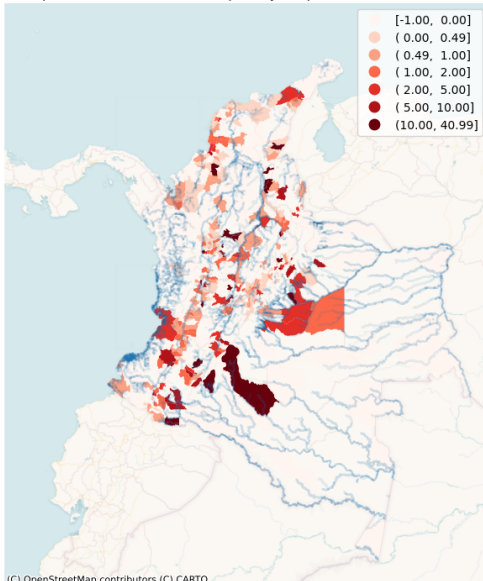 [-1.00,  0.00]
( 0.00,  0.49]
( 0.49,  1.00]
( 1.00,  2.00]
( 2.00,  5.00]
( 5.00, 10.00]
(10.00, 40.99]
(C) OpenStreetMap contributors (C) CARTO